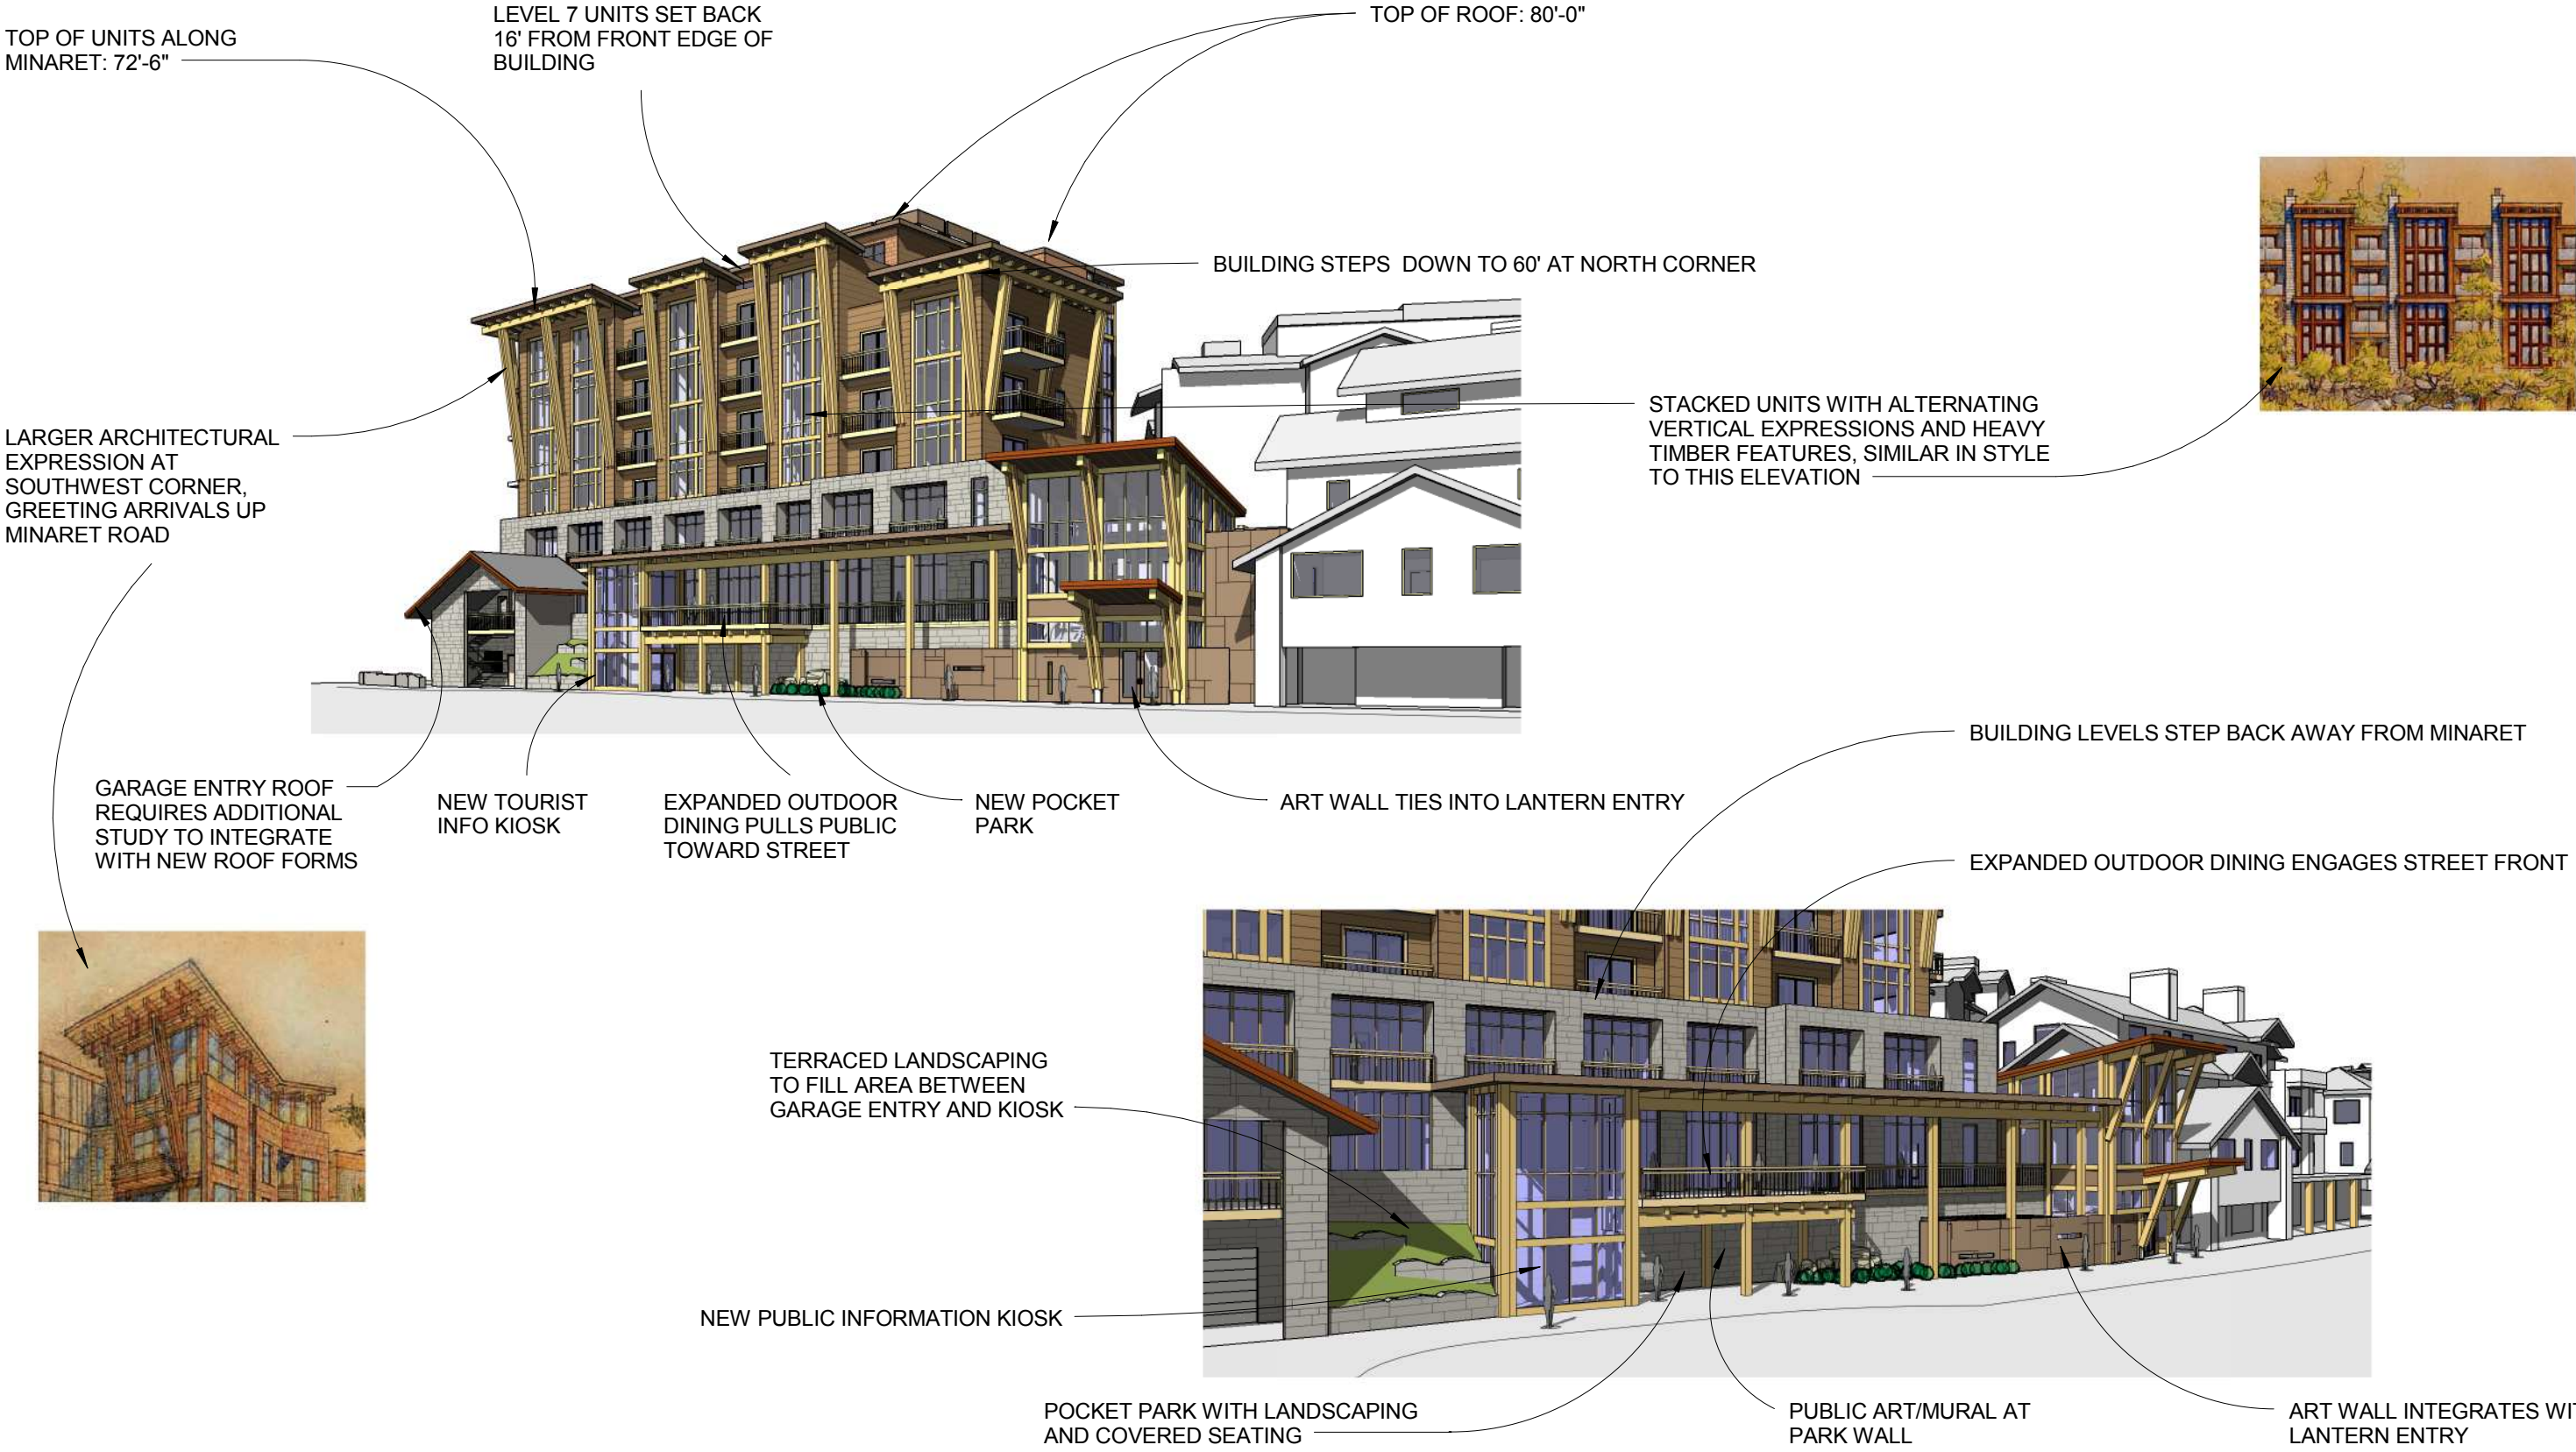 LEVEL 7 UNITS SET BACK
16' FROM FRONT EDGE OF
BUILDING
TOP OF ROOF: 80'-0"
TOP OF UNITS ALONG
MINARET: 72'-6"
BUILDING STEPS DOWN TO 60' AT NORTH CORNER
STACKED UNITS WITH ALTERNATING
VERTICAL EXPRESSIONS AND HEAVY
TIMBER FEATURES, SIMILAR IN STYLE
TO THIS ELEVATION
LARGER ARCHITECTURAL
EXPRESSION AT
SOUTHWEST CORNER,
GREETING ARRIVALS UP
MINARET ROAD
GARAGE ENTRY ROOF
REQUIRES ADDITIONAL
STUDY TO INTEGRATE
WITH NEW ROOF FORMS
NEW TOURIST
INFO KIOSK
EXPANDED OUTDOOR
DINING PULLS PUBLIC
TOWARD STREET
NEW POCKET
PARK
ART WALL TIES INTO LANTERN ENTRY
BUILDING LEVELS STEP BACK AWAY FROM MINARET
EXPANDED OUTDOOR DINING ENGAGES STREET FRONT
TERRACED LANDSCAPING
TO FILL AREA BETWEEN
GARAGE ENTRY AND KIOSK
NEW PUBLIC INFORMATION KIOSK
POCKET PARK WITH LANDSCAPING
AND COVERED SEATING
PUBLIC ART/MURAL AT
PARK WALL
ART WALL INTEGRATES
LANTERN ENTRY